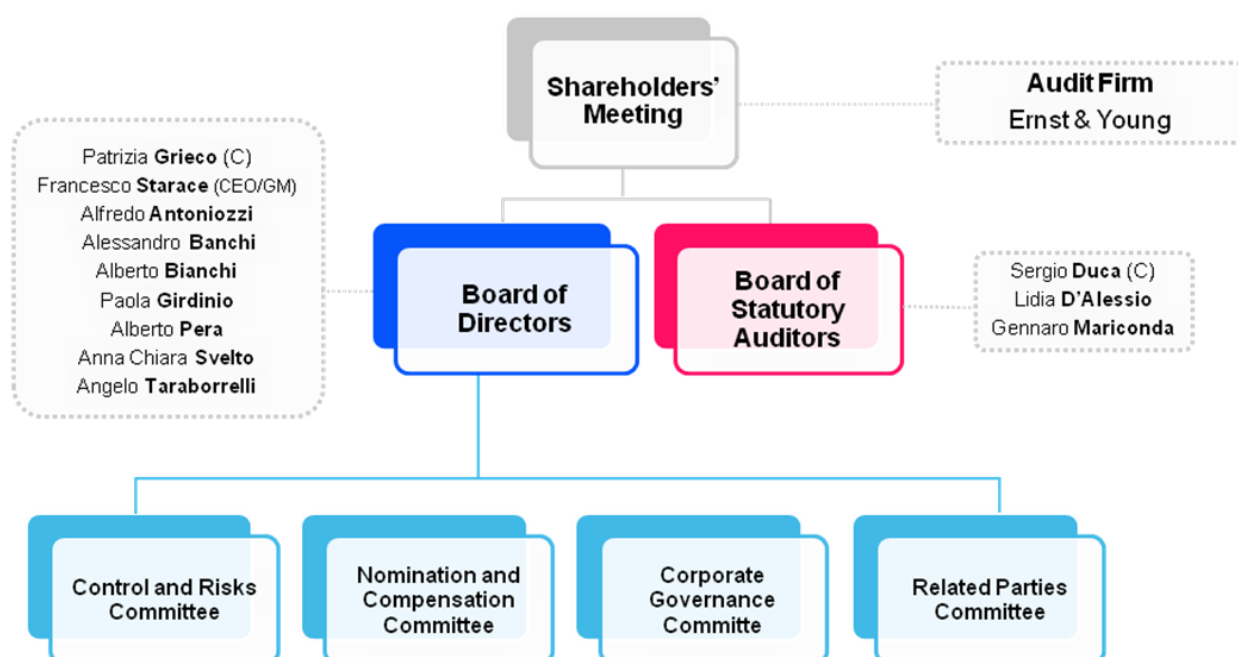 Shareholders'
Meeting
Audit Firm
Ernst & Young
Patrizia Grieco (C)
Francesco Starace (CEO/GM)
Alfredo Antoniozzi
Alessandro Banchi
Alberto Bianchi
Paola Girdinio
Alberto Pera
Anna Chiara Svelto
Angelo Taraborrelli
Board of
Directors
Board of
Statutory
Auditors
Sergio Duca (C)
Lidia D'Alessio
Gennaro Mariconda
Control and Risks
Committee
Nomination and
Compensation
Committee
Corporate
Governance
Committe
Related Parties
Committee